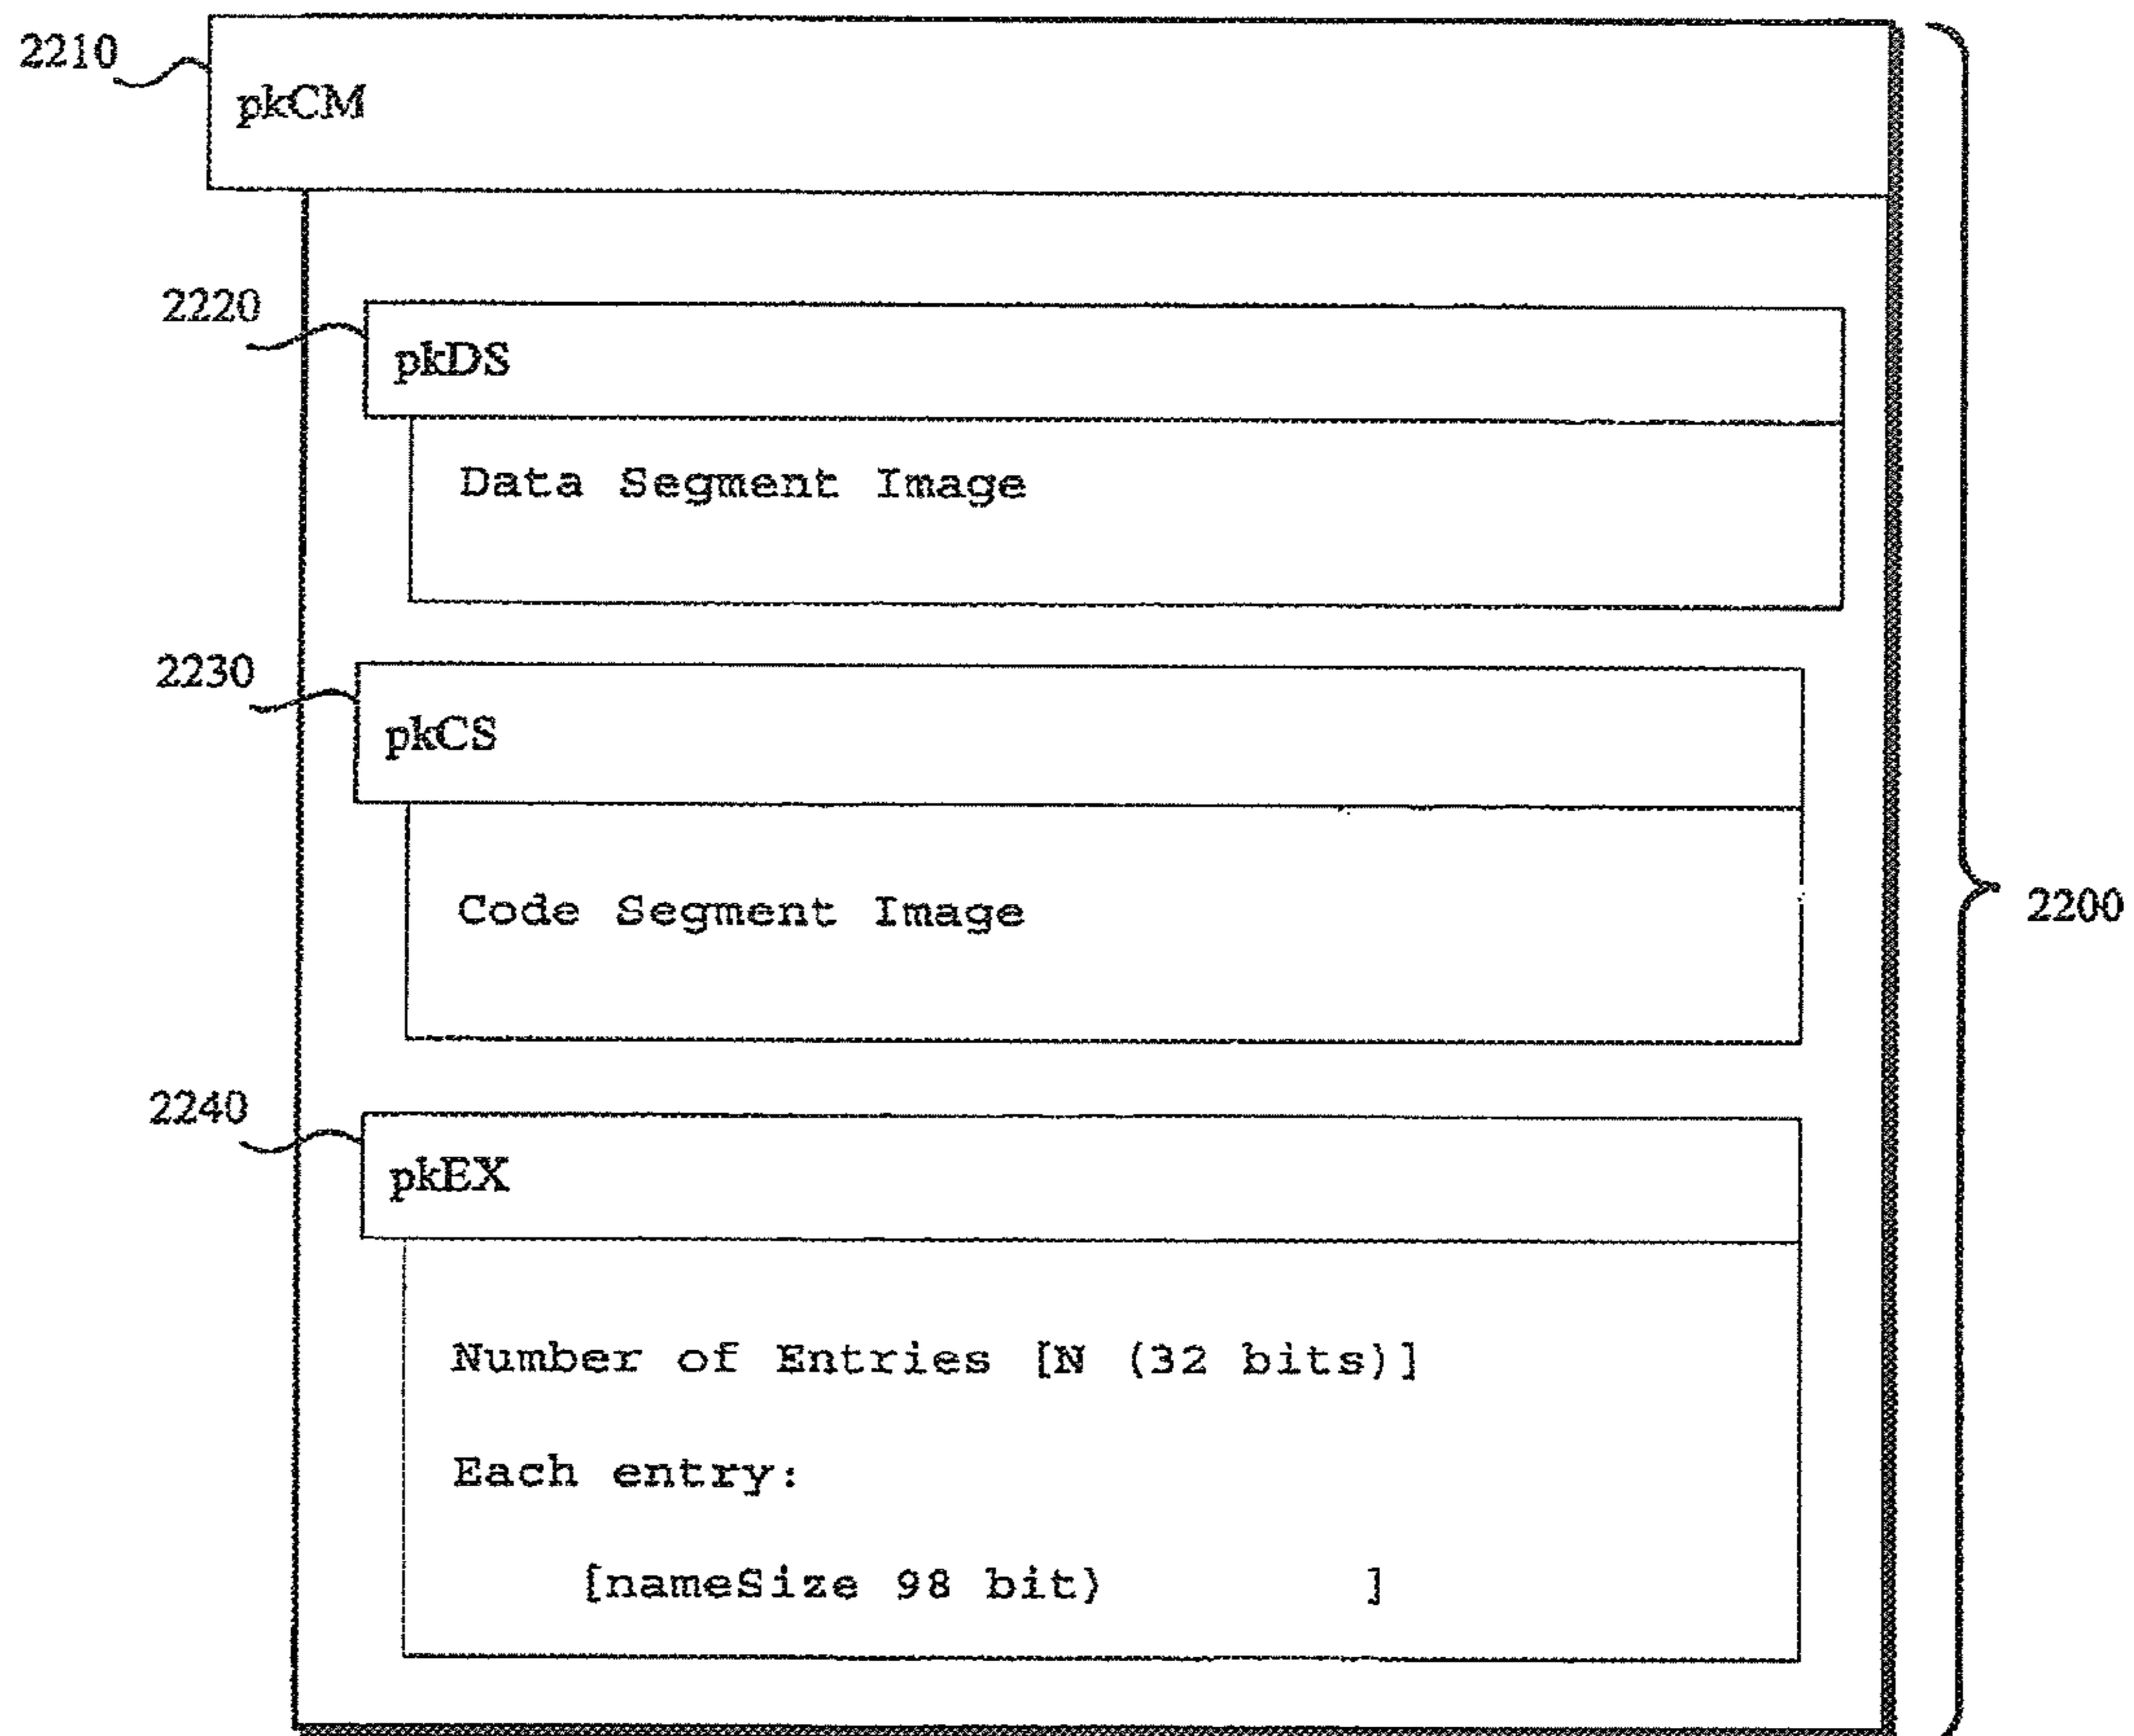 2210
pkCM
2220
pkDS
Data Segment Image
2230
pkCS
Code Segment Image
2200
2240
pkEX
Number of Entries [N (32 bits)]
Each entry:
[nameSize 98 bit) ]